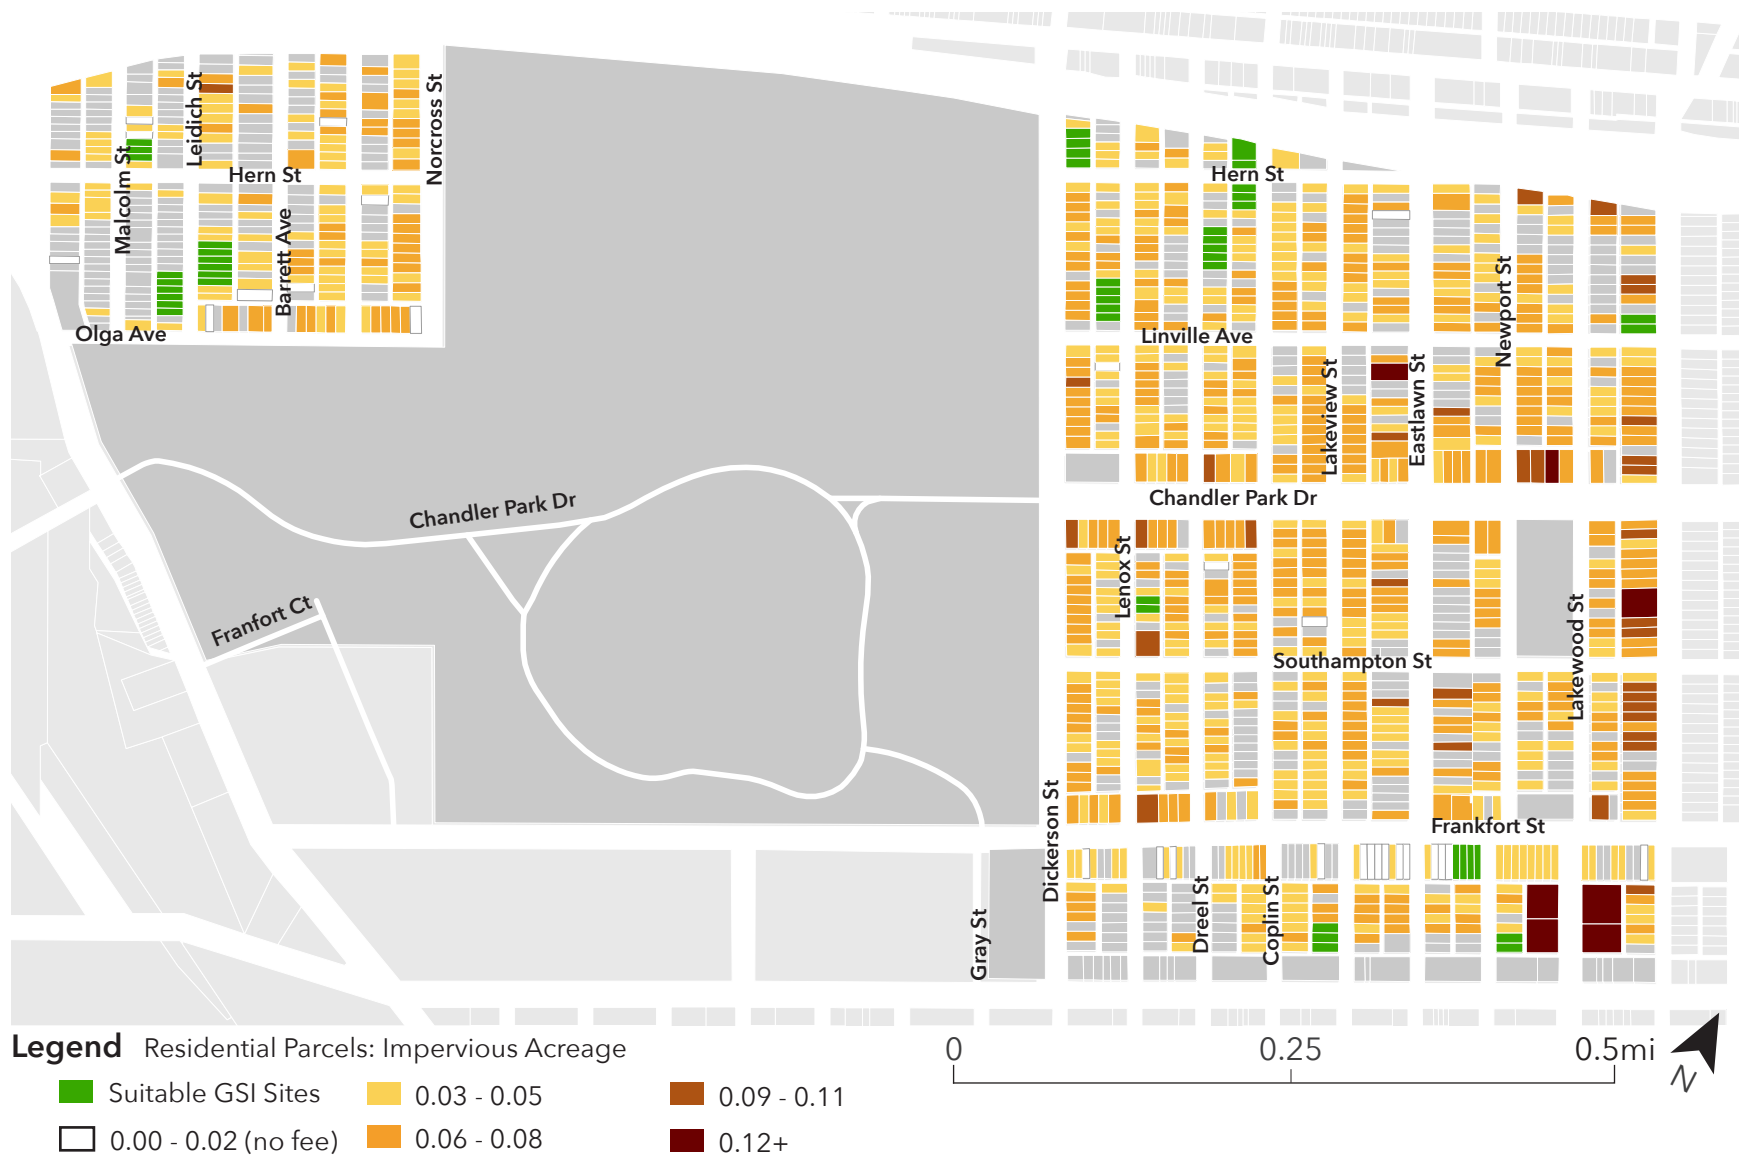 Leidich St
Norcross St
Malcolm St
Hern St
Hern St
Barrett Ave
Olga Ave
Linville Ave
Newport St
Lakeview St
Eastlawn St
Chandler Park Dr
Chandler Park Dr
Lenox St
Franfort Ct
Southampton St
Lakewood St
Dickerson St
Frankfort St
Gray St
Dreel St
Coplin St
Legend Residential Parcels: Impervious Acreage
0 0.25 0.5mi
N
Suitable GSI Sites 0.03 - 0.05 0.09 - 0.11
0.00 - 0.02 (no fee) 0.06 - 0.08 0.12+